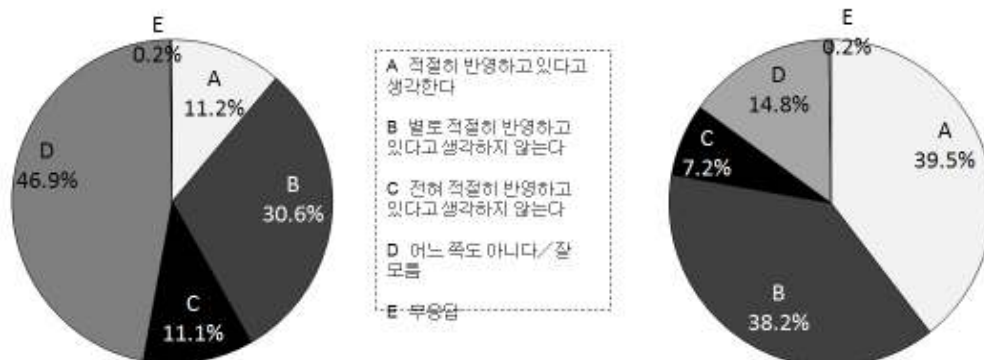 E
0.2%
A
11.2%
D
46.9%
B
30.6%
C
11.1%
A 적절히 반영하고 있다고
생각한다
B 별로 적절히 반영하고
있다고 생각하지 않는다
C 전혀 적절히 반영하고
있다고 생각하지 않는다
D 어느 쪽도 아니다／잘
모름
E 무응답
E
0.2%
D
14.8%
A
39.5%
C
7.2%
B
38.2%